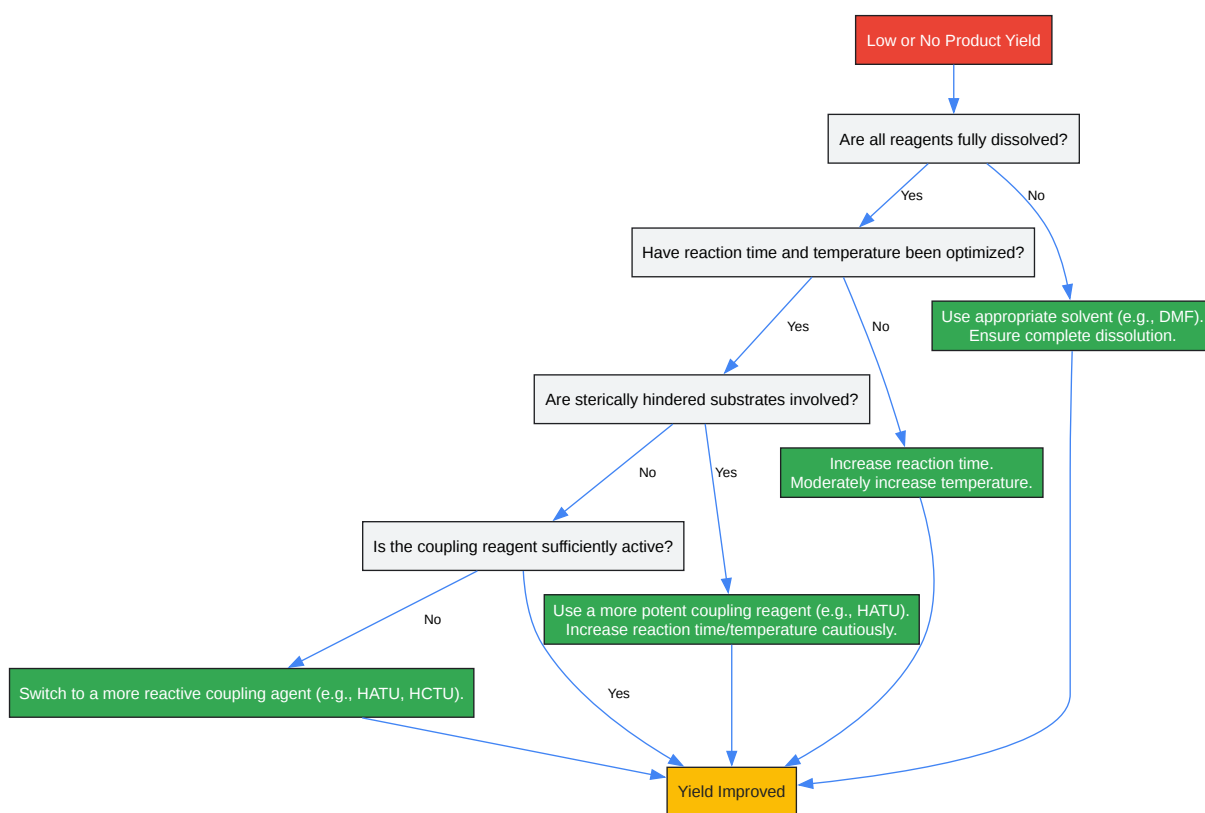 Low or No Product Yield
Are all reagents fully dissolved?
Yes
No
Have reaction time and temperature been optimized?
Use appropriate solvent (e.g., DMF).
Ensure complete dissolution.
Yes
No
Are sterically hindered substrates involved?
Increase reaction time.
Moderately increase temperature.
No
Yes
Is the coupling reagent sufficiently active?
Use a more potent coupling reagent (e.g., HATU).
Increase reaction time/temperature cautiously.
No
Yes
Switch to a more reactive coupling agent (e.g., HATU, HCTU).
Yield Improved